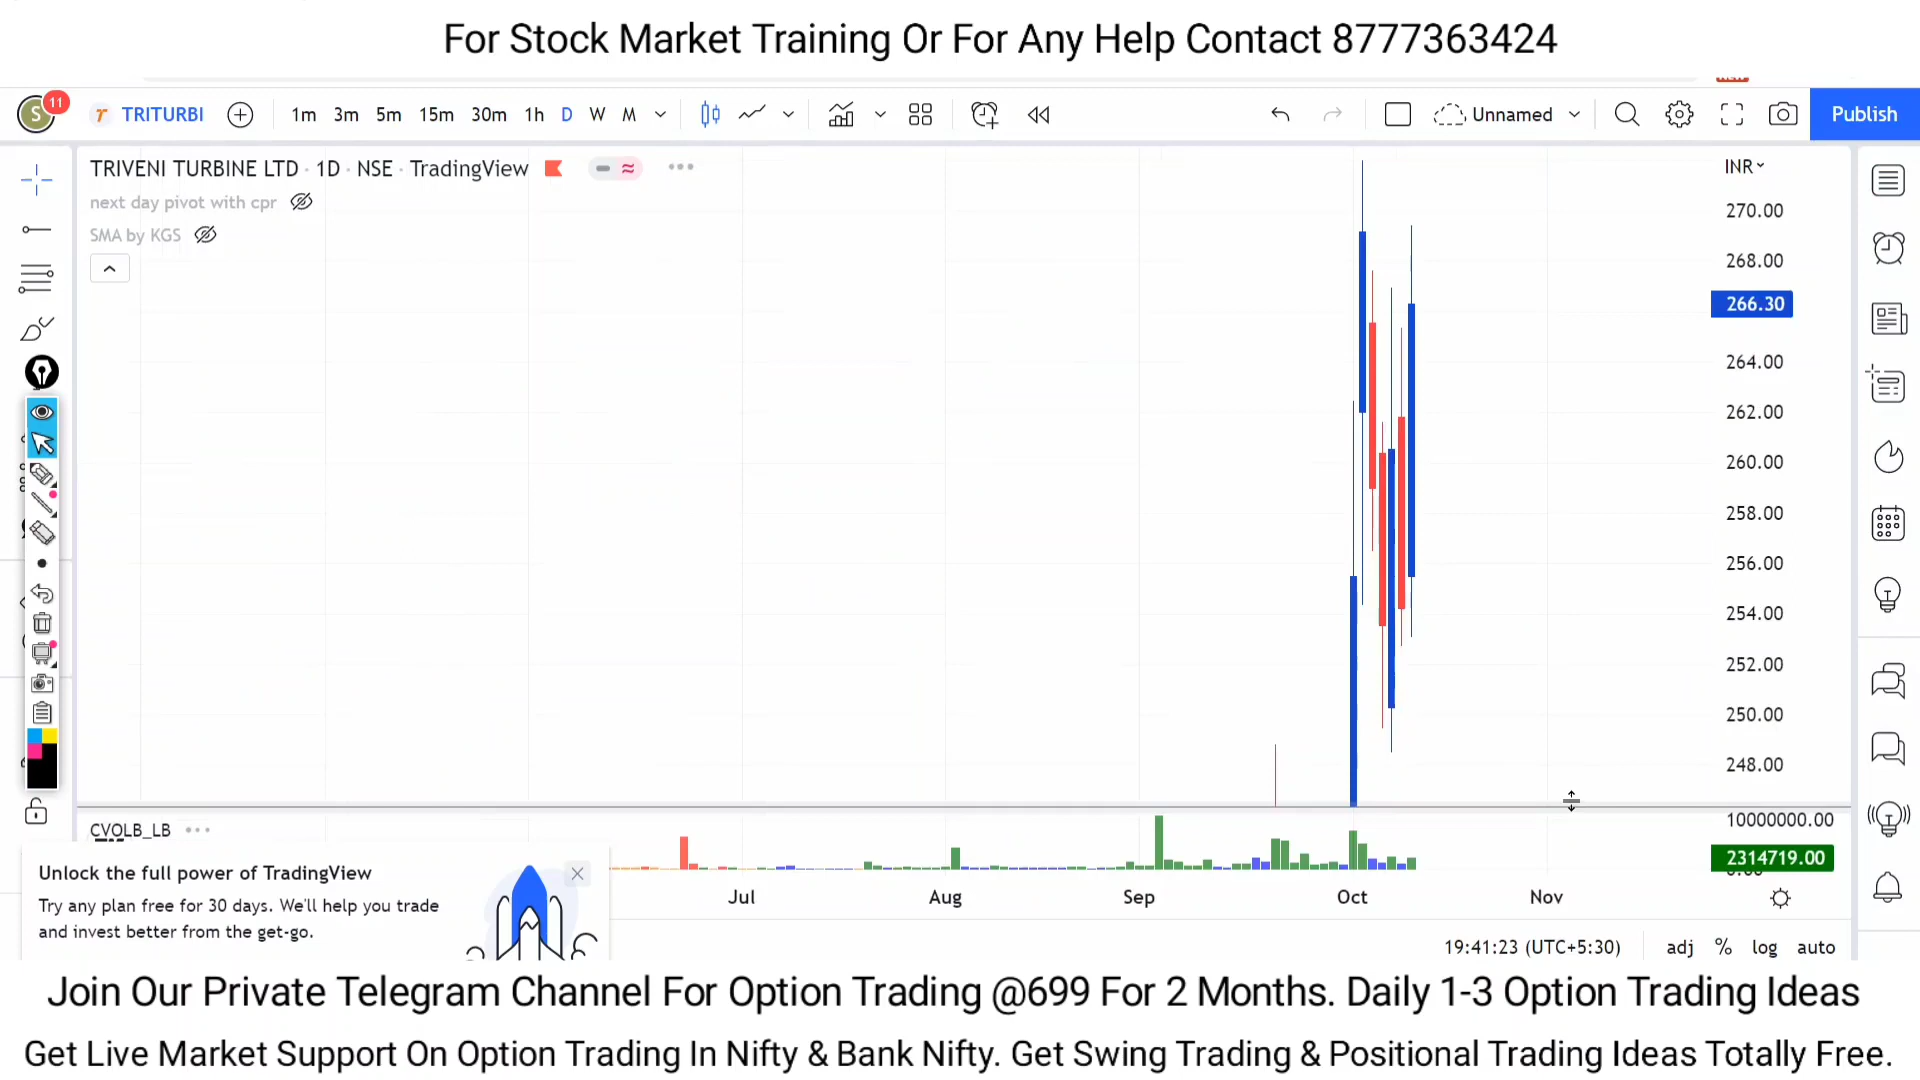 For Stock Market Training Or For Any Help Contact 8777363424
S 11 TRITURBI 1m 3m 5m 15m 30m 1h D W M Unnamed Publish
TRIVENI TURBINE LTD · 1D · NSE · TradingView
INR
next day pivot with cpr
SMA by KGS
270.00
268.00
266.30
264.00
262.00
260.00
258.00
256.00
254.00
252.00
250.00
248.00
CVOLB_LB
10000000.00
2314719.00
Unlock the full power of TradingView
Try any plan free for 30 days. We'll help you trade
and invest better from the get-go.
Jul Aug Sep Oct Nov
19:41:23 (UTC+5:30) adj % log auto
Join Our Private Telegram Channel For Option Trading @699 For 2 Months. Daily 1-3 Option Trading Ideas
Get Live Market Support On Option Trading In Nifty & Bank Nifty. Get Swing Trading & Positional Trading Ideas Totally Free.